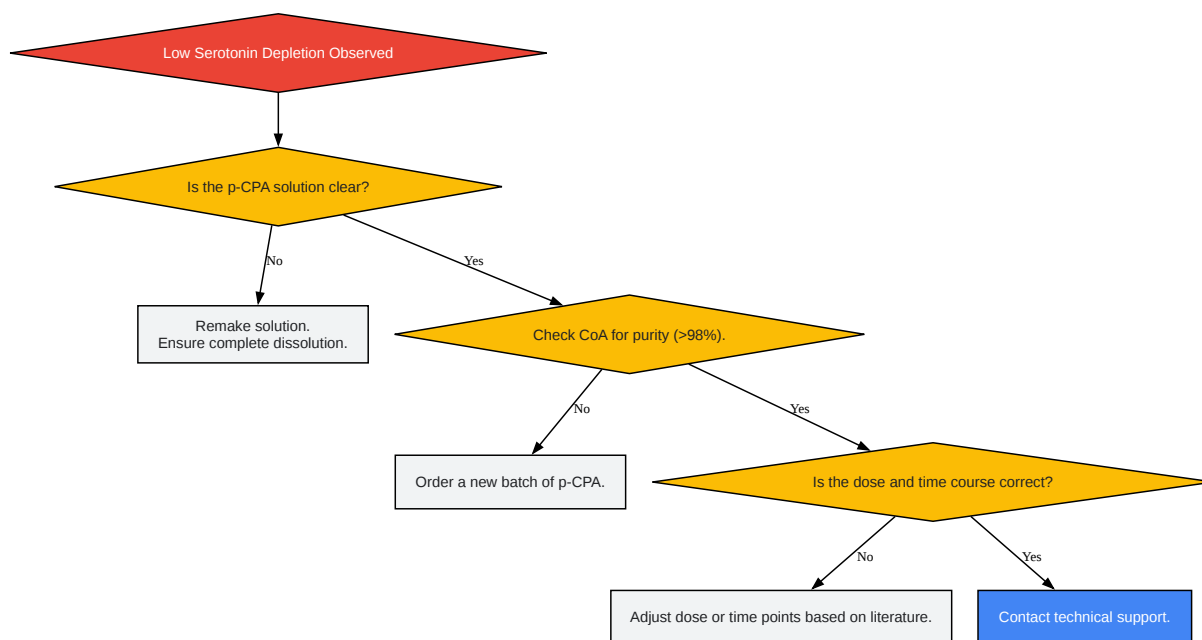 Low Serotonin Depletion Observed
Is the p-CPA solution clear?
No
Yes
Remake solution.
Ensure complete dissolution.
Check CoA for purity (>98%).
No
Yes
Order a new batch of p-CPA.
Is the dose and time course correct?
No
Yes
Adjust dose or time points based on literature.
Contact technical support.